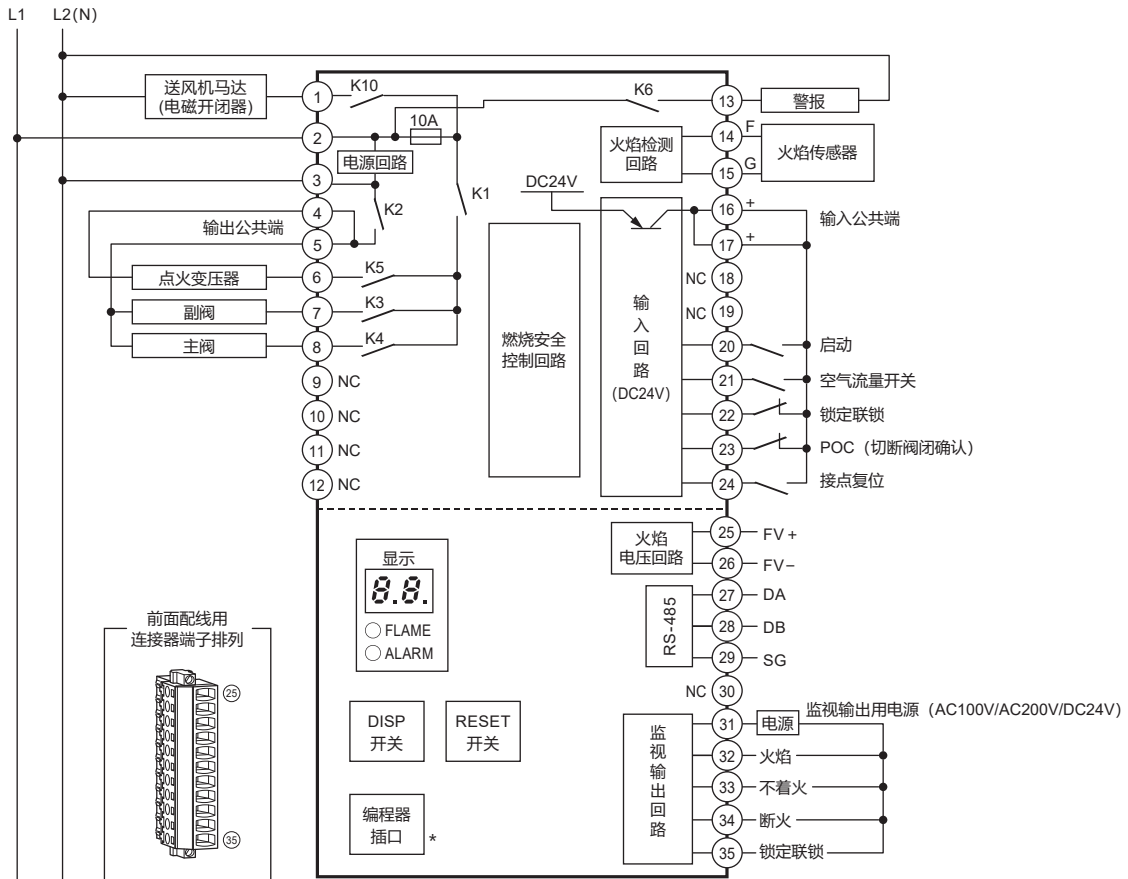 L1 L2(N)
送风机马达
(电磁开闭器)
1
K10
K6
13
警报
2
10A
火焰检测
回路
14
F
火焰传感器
15
G
电源回路
3
DC24V
K1
K2
4
输出公共端
5
16
+
输入公共端
17
+
点火变压器
6
K5
NC
18
副阀
7
K3
NC
19
主阀
8
K4
燃烧安全
控制回路
输
入
回
路
(DC24V)
20
启动
9
NC
21
空气流量开关
10
NC
22
锁定联锁
11
NC
23
POC（切断阀闭确认）
12
NC
24
接点复位
火焰
电压回路
25
FV+
26
FV−
显示
8.8.
FLAME
ALARM
RS-485
27
DA
28
DB
29
SG
NC
30
前面配线用
连接器端子排列
25
35
DISP
开关
RESET
开关
编程器
插口
*
监视输出用电源（AC100V/AC200V/DC24V）
监
视
输
出
回
路
31
电源
32
火焰
33
不着火
34
断火
35
锁定联锁